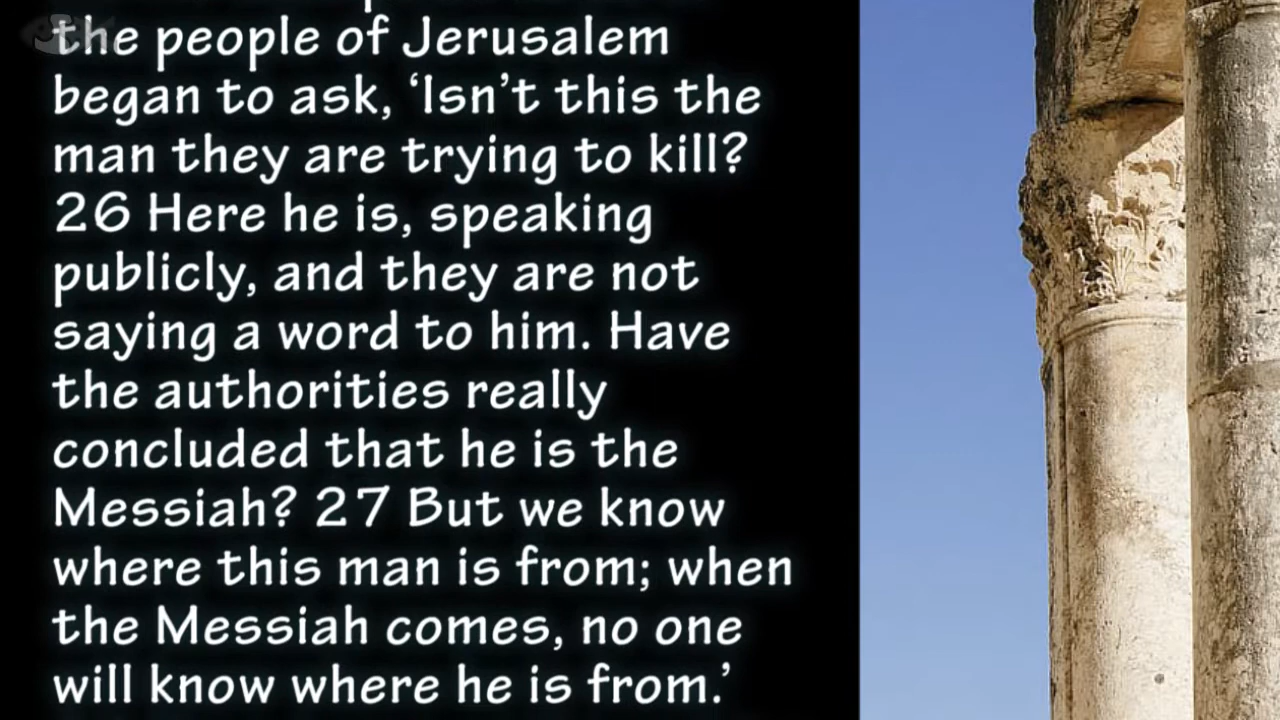 the people of Jerusalem
began to ask, ‘Isn’t this the
man they are trying to kill?
26 Here he is, speaking
publicly, and they are not
saying a word to him. Have
the authorities really
concluded that he is the
Messiah? 27 But we know
where this man is from; when
the Messiah comes, no one
will know where he is from.’